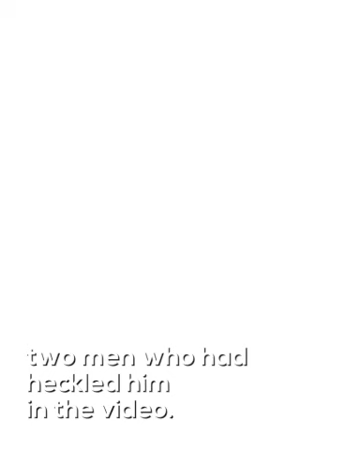 two men who had
heckled him
in the video.